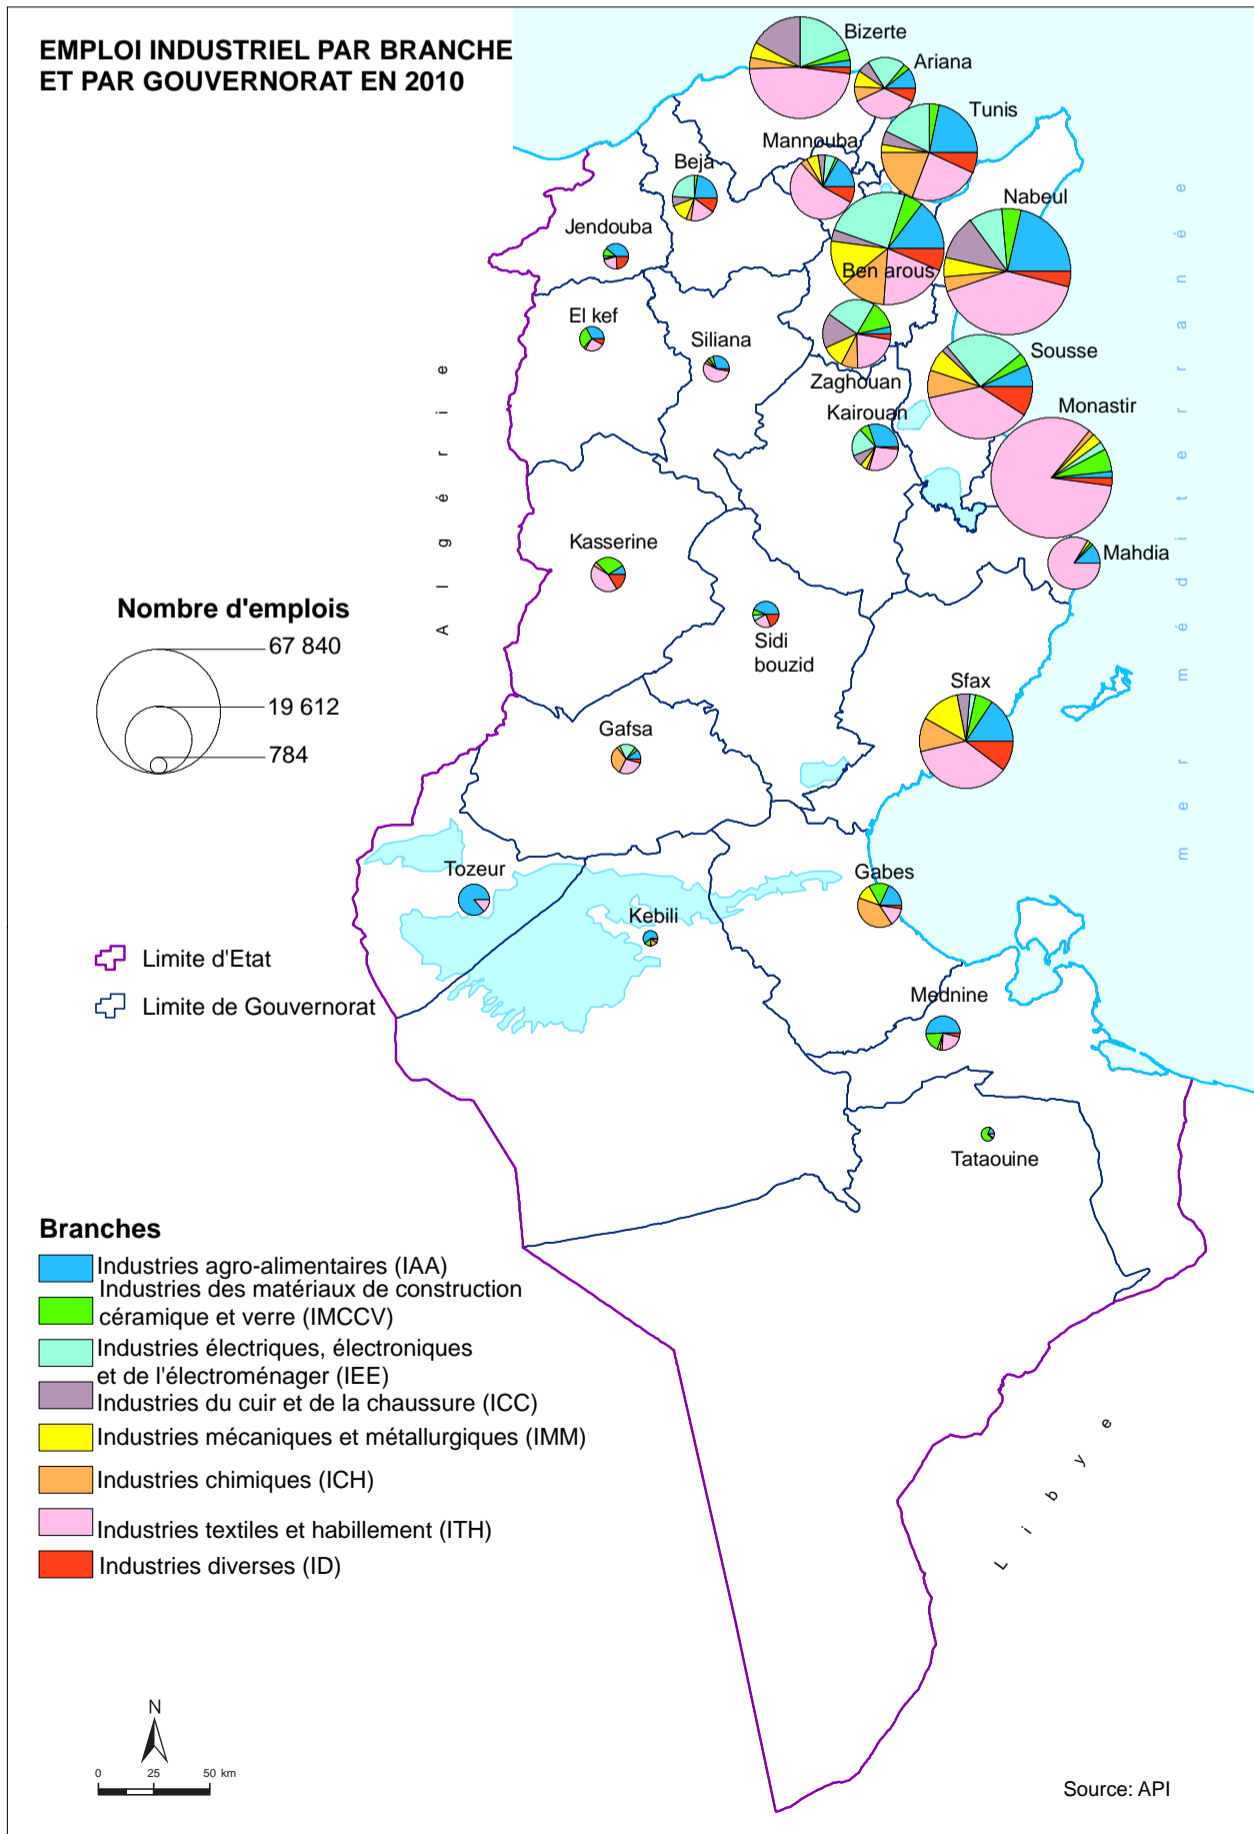 EMPLOI INDUSTRIEL PAR BRANCHE
ET PAR GOUVERNORAT EN 2010
Bizerte
Ariana
Tunis
Mannouba
Beja
Nabeul
Jendouba
Ben arous
El kef
Siliana
Zaghouan
Sousse
Kairouan
Monastir
Kasserine
Mahdia
Sidi
bouzid
Sfax
Gafsa
Tozeur
Kebili
Gabes
Mednine
Tataouine
Algérie
mer méditerranée
Libye
Nombre d'emplois
67 840
19 612
784
Limite d'Etat
Limite de Gouvernorat
Branches
Industries agro-alimentaires (IAA)
Industries des matériaux de construction
céramique et verre (IMCCV)
Industries électriques, électroniques
et de l'électroménager (IEE)
Industries du cuir et de la chaussure (ICC)
Industries mécaniques et métallurgiques (IMM)
Industries chimiques (ICH)
Industries textiles et habillement (ITH)
Industries diverses (ID)
N
0 25 50 km
Source: API